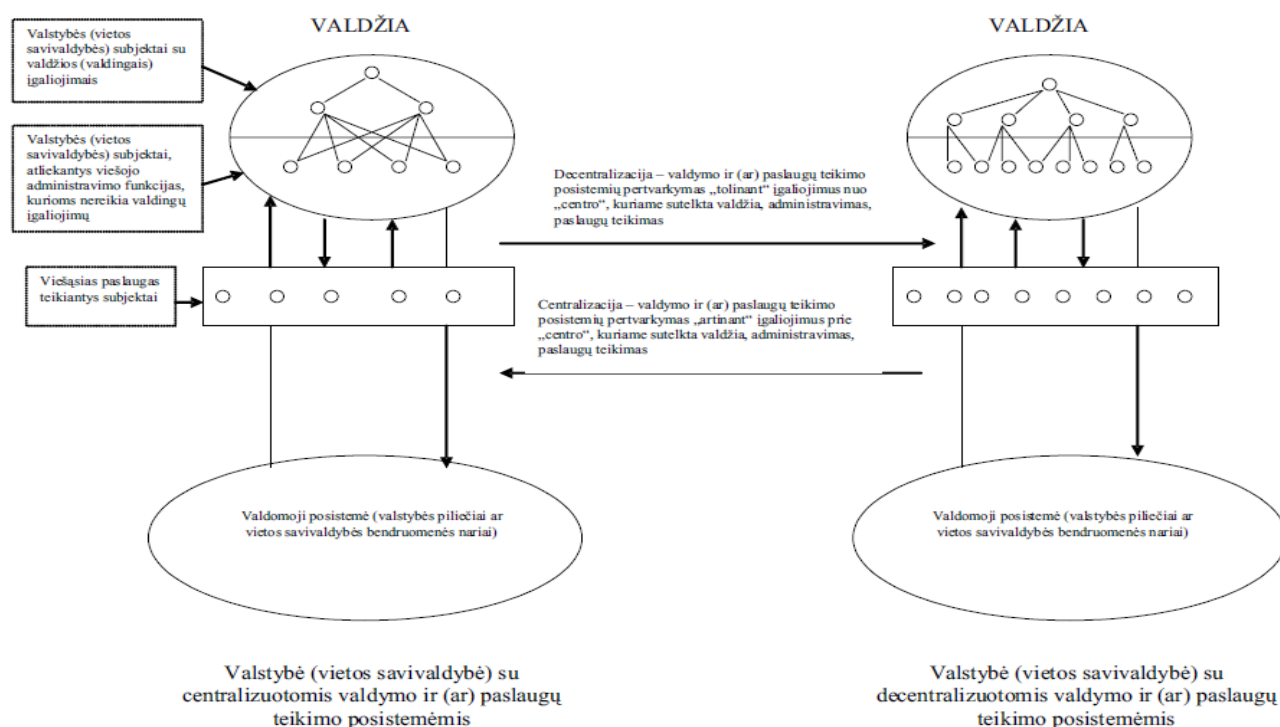 VALDŽIA
VALDŽIA
Valstybės (vietos
savivaldybės) subjektai su
valdžios (valdingais)
įgaliojimais
Valstybės (vietos
savivaldybės) subjektai,
atliekantys viešojo
administravimo funkcijas,
kurioms nereikia valdingų
įgaliojimų
Viešąsias paslaugas
teikiantys subjektai
Decentralizacija – valdymo ir (ar) paslaugų teikimo
posistemių pertvarkymas „tolinant“ įgaliojimus nuo
„centro“, kuriame sutelkta valdžia, administravimas,
paslaugų teikimas
Centralizacija – valdymo ir (ar) paslaugų teikimo
posistemių pertvarkymas „artinant“ įgaliojimus prie
„centro“, kuriame sutelkta valdžia, administravimas,
paslaugų teikimas
Valdomoji posistemė (valstybės piliečiai ar
vietos savivaldybės bendruomenės nariai)
Valdomoji posistemė (valstybės piliečiai ar
vietos savivaldybės bendruomenės nariai)
Valstybė (vietos savivaldybė) su
centralizuotomis valdymo ir (ar) paslaugų
teikimo posistemėmis
Valstybė (vietos savivaldybė) su
decentralizuotomis valdymo ir (ar) paslaugų
teikimo posistemėmis